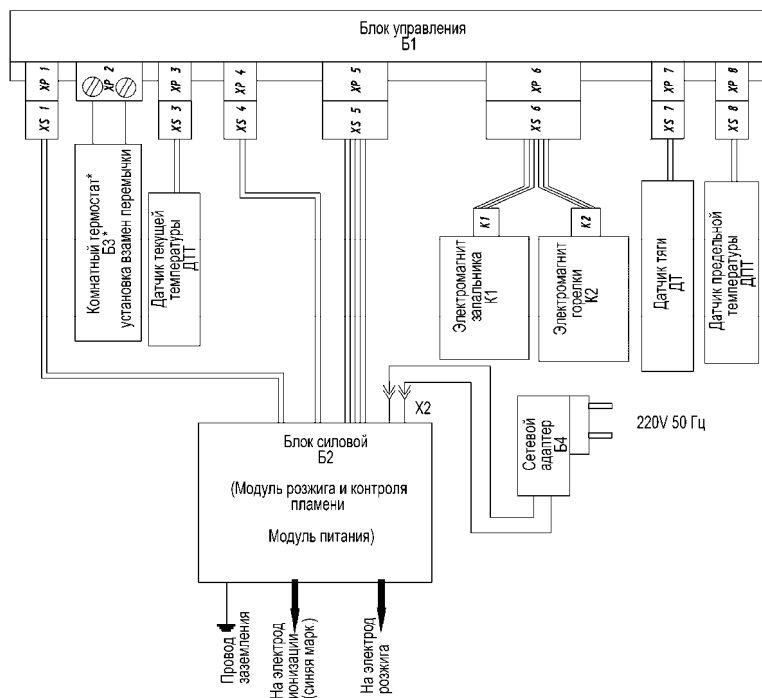 Блок управления
Б1
XP 1
XP 2
XP 3
XP 4
XP 5
XP 6
XP 7
XP 8
XS 1
XS 3
XS 4
XS 5
XS 6
XS 7
XS 8
Комнатный термостат*
Б3*
установка взамен перемычки
Датчик текущей
температуры
ДТТ
K1
K2
Электромагнит
запальника
К1
Электромагнит
горелки
К2
Датчик тяги
ДТ
Датчик предельной
температуры
ДПТ
X2
Сетевой
адаптер
Б4
220V 50 Гц
Блок силовой
Б2
(Модуль розжига и контроля
пламени
Модуль питания)
Провод
заземления
На электрод
ионизации
(синяя марк.)
На электрод
розжига